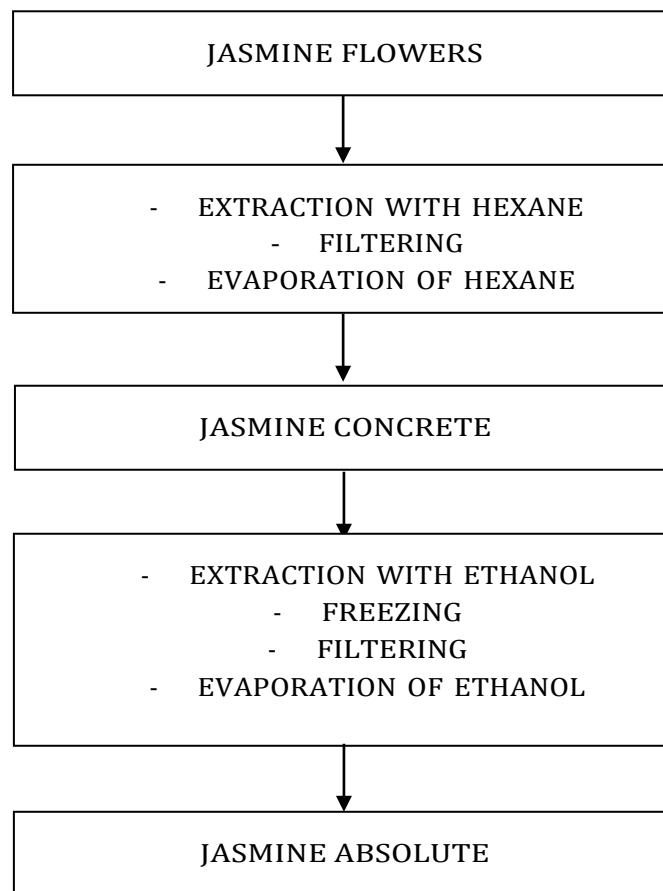 JASMINE FLOWERS
- EXTRACTION WITH HEXANE
- FILTERING
- EVAPORATION OF HEXANE
JASMINE CONCRETE
- EXTRACTION WITH ETHANOL
- FREEZING
- FILTERING
- EVAPORATION OF ETHANOL
JASMINE ABSOLUTE